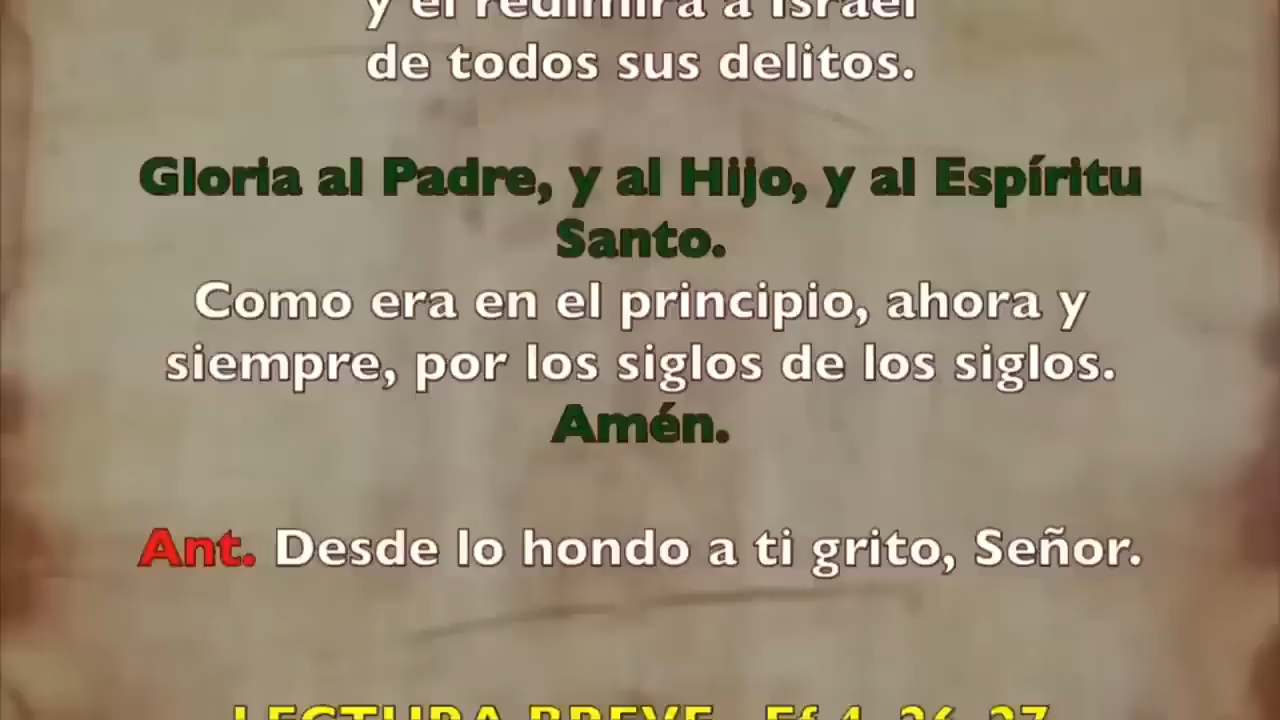 y él redimirá a Israel
de todos sus delitos.
Gloria al Padre, y al Hijo, y al Espíritu
Santo.
Como era en el principio, ahora y
siempre, por los siglos de los siglos.
Amén.
Ant. Desde lo hondo a ti grito, Señor.
LECTURA BREVE Ef 4, 26-27